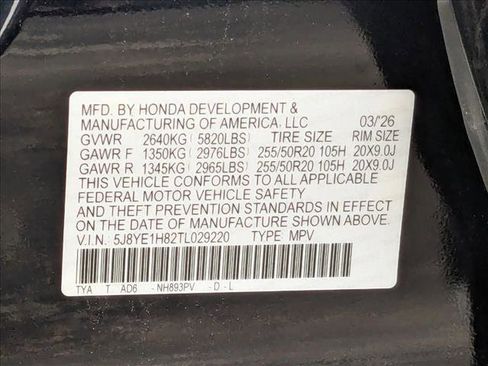 MFD. BY HONDA DEVELOPMENT &
MANUFACTURING OF AMERICA, LLC 03/'26
GVWR 2640KG ( 5820LBS) TIRE SIZE RIM SIZE
GAWR F 1350KG ( 2976LBS) 255/50R20 105H 20X9.0J
GAWR R 1345KG ( 2965LBS) 255/50R20 105H 20X9.0J
THIS VEHICLE CONFORMS TO ALL APPLICABLE
FEDERAL MOTOR VEHICLE SAFETY
AND THEFT PREVENTION STANDARDS IN EFFECT
ON THE DATE OF MANUFACTURE SHOWN ABOVE.
V.I.N: 5J8YE1H82TL029220 TYPE MPV
TYA T AD6 -NH893PV -D-L